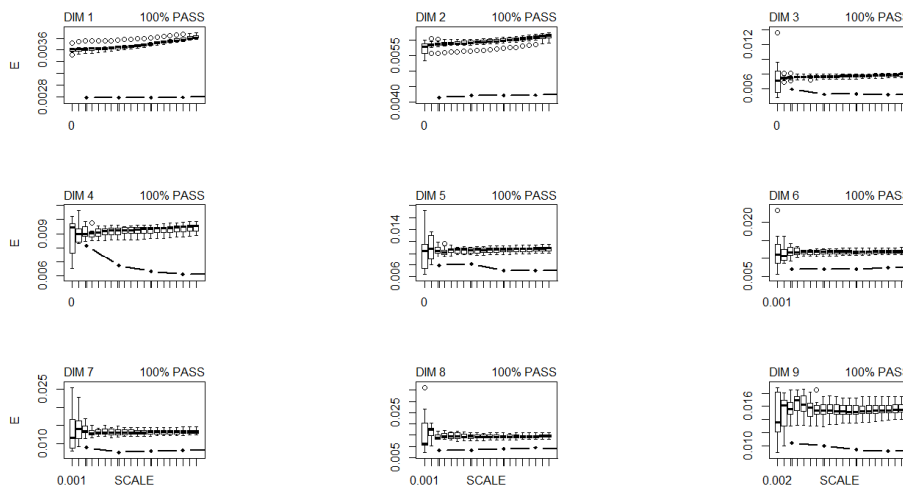 DIM 1 100% PASS
DIM 2 100% PASS
DIM 3 100% PASS
E
0.0036
0.0028
0.0055
0.0040
0.012
0.006
0
0
0
DIM 4 100% PASS
DIM 5 100% PASS
DIM 6 100% PASS
E
0.009
0.006
0.014
0.006
0.020
0.005
0
0
0.001
DIM 7 100% PASS
DIM 8 100% PASS
DIM 9 100% PASS
E
0.025
0.010
0.025
0.005
0.016
0.010
0.001 SCALE
0.001 SCALE
0.002 SCALE